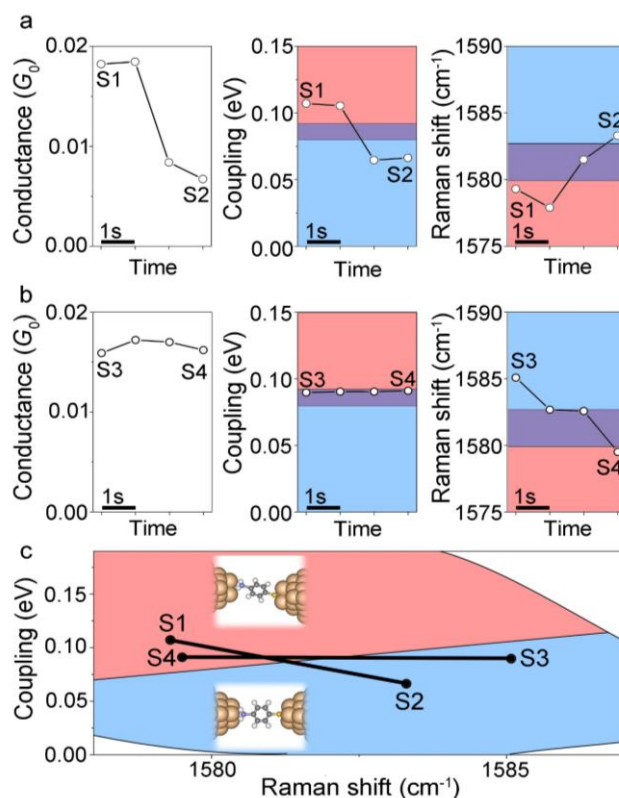 a
Conductance (G0)
0.02
0.01
0.00
S1
S2
1s
Time
Coupling (eV)
0.15
0.10
0.05
0.00
S1
S2
1s
Time
Raman shift (cm-1)
1590
1585
1580
1575
S2
S1
1s
Time
b
Conductance (G0)
0.02
0.01
0.00
S3
S4
1s
Time
Coupling (eV)
0.15
0.10
0.05
0.00
S3
S4
1s
Time
Raman shift (cm-1)
1590
1585
1580
1575
S3
S4
1s
Time
c
Coupling (eV)
0.15
0.10
0.05
0.00
S1
S4
S3
S2
1580
1585
Raman shift (cm-1)